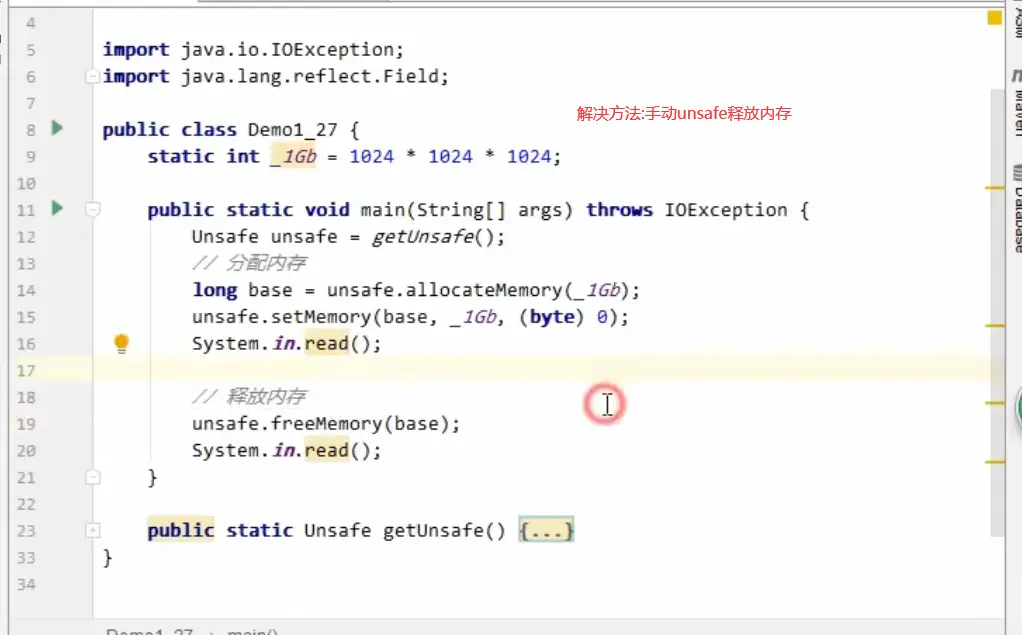 4
5 import java.io.IOException;
6 import java.lang.reflect.Field;
7
解决方法:手动unsafe释放内存
8 public class Demo1_27 {
9 static int _1Gb = 1024 * 1024 * 1024;
10
11 public static void main(String[] args) throws IOException {
12 Unsafe unsafe = getUnsafe();
13 // 分配内存
14 long base = unsafe.allocateMemory(_1Gb);
15 unsafe.setMemory(base, _1Gb, (byte) 0);
16 System.in.read();
17
18 // 释放内存
19 unsafe.freeMemory(base);
20 System.in.read();
21 }
22
23 public static Unsafe getUnsafe() {...}
33 }
34
Demo1_27 › main()
Maven
Database